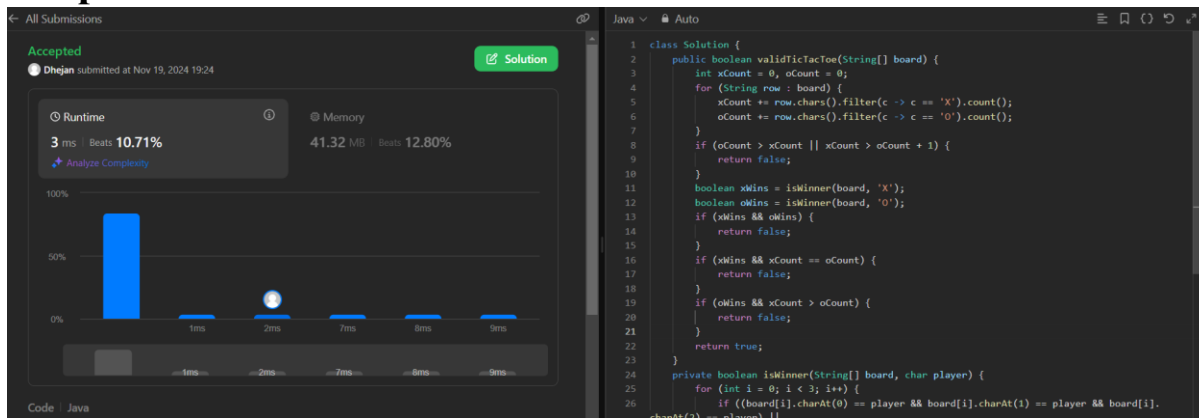 ← All Submissions
Accepted
Dhejan submitted at Nov 19, 2024 19:24
Solution
Runtime
3 ms | Beats 10.71%
Analyze Complexity
Memory
41.32 MB | Beats 12.80%
100%
50%
0%
1ms 2ms 7ms 8ms 9ms
1ms 2ms 7ms 8ms 9ms
Code | Java
Java Auto
1 class Solution {
2 public boolean validTicTacToe(String[] board) {
3 int xCount = 0, oCount = 0;
4 for (String row : board) {
5 xCount += row.chars().filter(c -> c == 'X').count();
6 oCount += row.chars().filter(c -> c == 'O').count();
7 }
8 if (oCount > xCount || xCount > oCount + 1) {
9 return false;
10 }
11 boolean xWins = isWinner(board, 'X');
12 boolean oWins = isWinner(board, 'O');
13 if (xWins && oWins) {
14 return false;
15 }
16 if (xWins && xCount == oCount) {
17 return false;
18 }
19 if (oWins && xCount > oCount) {
20 return false;
21 }
22 return true;
23 }
24 private boolean isWinner(String[] board, char player) {
25 for (int i = 0; i < 3; i++) {
26 if ((board[i].charAt(0) == player && board[i].charAt(1) == player && board[i].
charAt(2) == player) ||